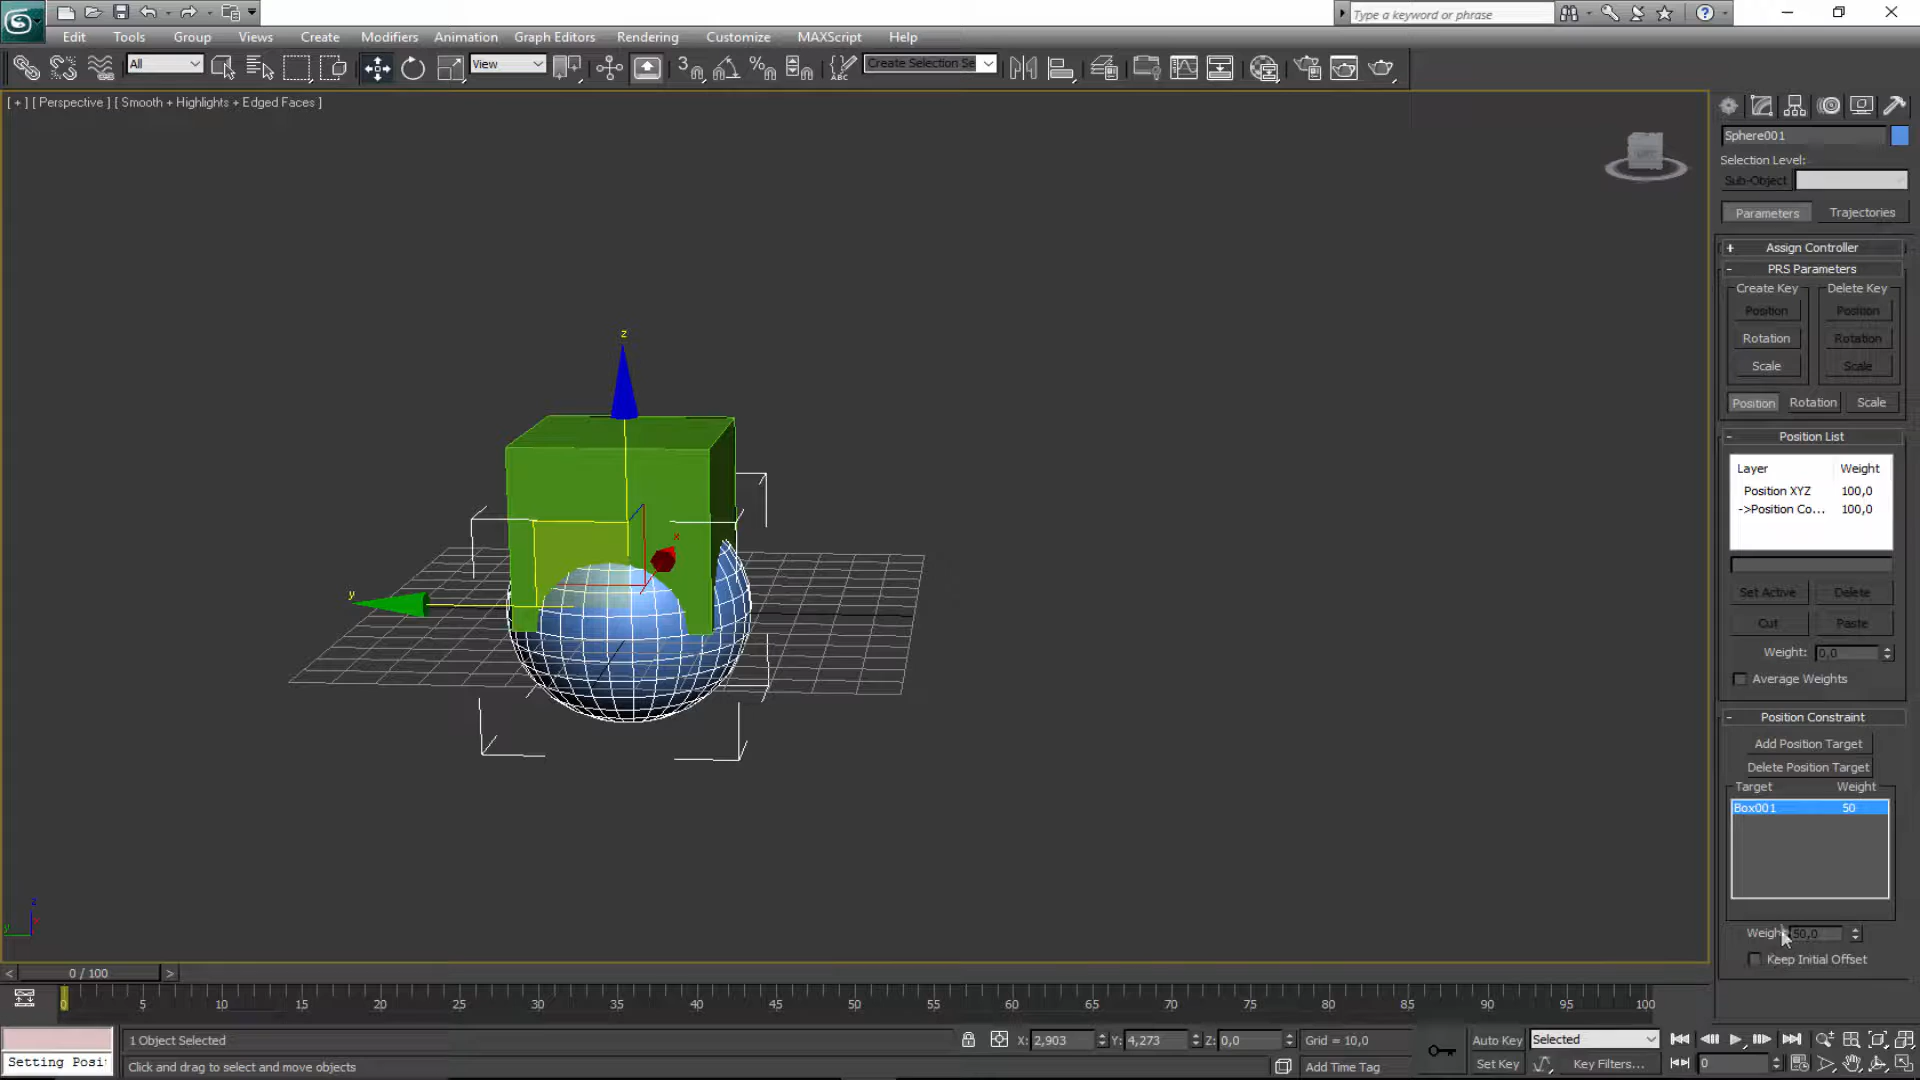 Type a keyword or phrase
Edit Tools Group Views Create Modifiers Animation Graph Editors Rendering Customize MAXScript Help
All View 3 Create Selection Se
[ + ] [ Perspective ] [ Smooth + Highlights + Edged Faces ]
Sphere001
Selection Level:
Sub-Object
Parameters Trajectories
+ Assign Controller
- PRS Parameters
Create Key Delete Key
Position Position
Rotation Rotation
Scale Scale
Position Rotation Scale
- Position List
Layer Weight
Position XYZ 100,0
->Position Co... 100,0
Set Active Delete
Cut Paste
Weight: 0,0
Average Weights
- Position Constraint
Add Position Target
Delete Position Target
Target Weight
Box001 50
Weigh 50,0
Keep Initial Offset
z
x
y
z
y
< 0 / 100 >
0 5 10 15 20 25 30 35 40 45 50 55 60 65 70 75 80 85 90 95 100
1 Object Selected X: 2,903 Y: 4,273 Z: 0,0 Grid = 10,0 Auto Key Selected
Setting Posi Click and drag to select and move objects Add Time Tag Set Key Key Filters... 0